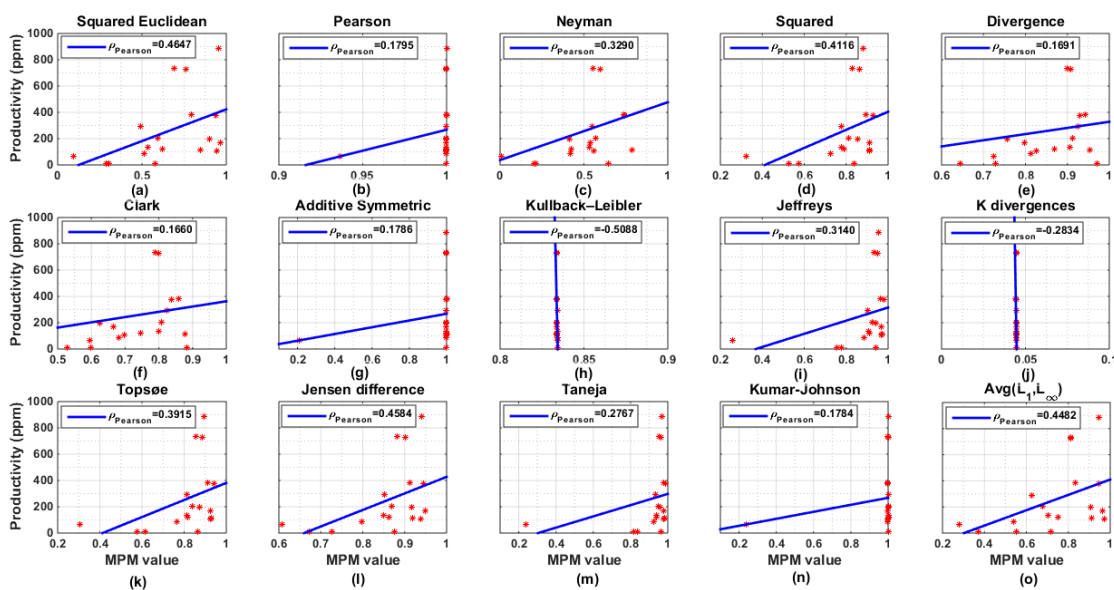 Squared Euclidean
Pearson
Neyman
Squared
Divergence
Productivity (ppm)
1000
800
600
400
200
0
ρPearson=0.4647
ρPearson=0.1795
ρPearson=0.3290
ρPearson=0.4116
ρPearson=0.1691
0 0.5 1
0.9 0.95 1
0 0.5 1
0.2 0.4 0.6 0.8 1
0.6 0.7 0.8 0.9 1
(a)
(b)
(c)
(d)
(e)
Clark
Additive Symmetric
Kullback–Leibler
Jeffreys
K divergences
Productivity (ppm)
1000
800
600
400
200
0
ρPearson=0.1660
ρPearson=0.1786
ρPearson=-0.5088
ρPearson=0.3140
ρPearson=-0.2834
0.5 0.6 0.7 0.8 0.9 1
0.2 0.4 0.6 0.8 1
0.8 0.85 0.9
0.2 0.4 0.6 0.8 1
0 0.05 0.1
(f)
(g)
(h)
(i)
(j)
Topsøe
Jensen difference
Taneja
Kumar-Johnson
Avg(L1,L∞)
Productivity (ppm)
1000
800
600
400
200
0
ρPearson=0.3915
ρPearson=0.4584
ρPearson=0.2767
ρPearson=0.1784
ρPearson=0.4482
0.2 0.4 0.6 0.8 1
0.6 0.7 0.8 0.9 1
0.2 0.4 0.6 0.8 1
0.2 0.4 0.6 0.8 1
0.2 0.4 0.6 0.8 1
MPM value
MPM value
MPM value
MPM value
MPM value
(k)
(l)
(m)
(n)
(o)